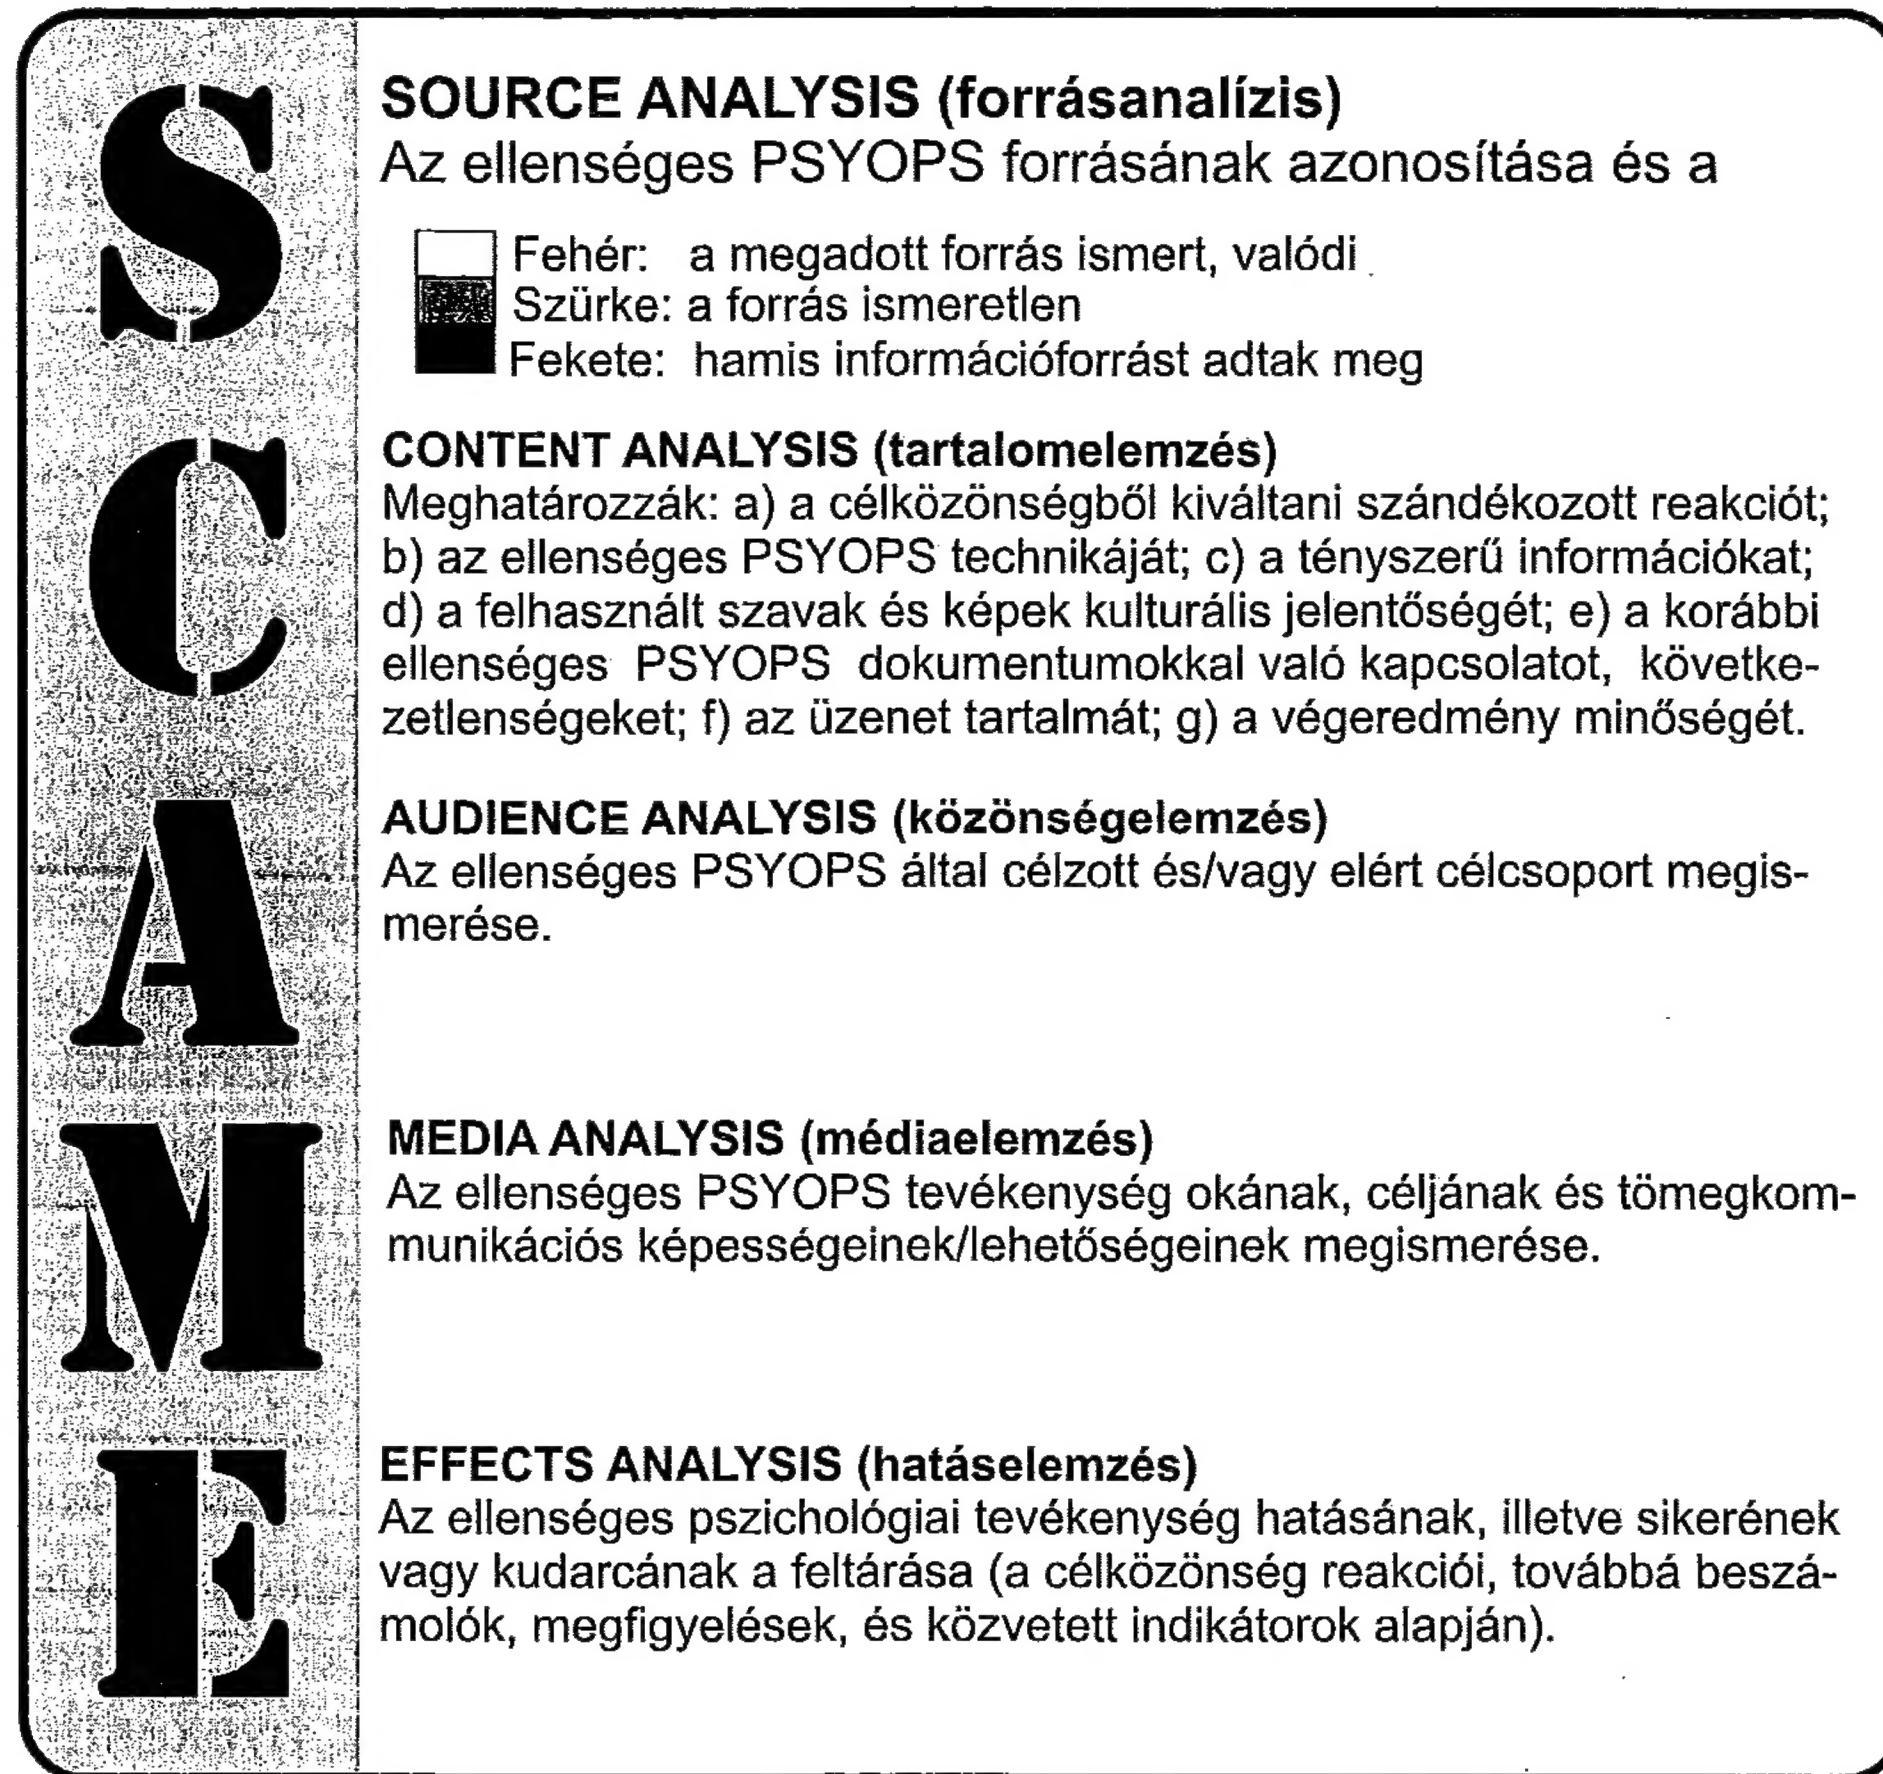 S
SOURCE ANALYSIS (forrásanalízis)
Az ellenséges PSYOPS forrásának azonosítása és a
Fehér: a megadott forrás ismert, valódi
Szürke: a forrás ismeretlen
Fekete: hamis információforrást adtak meg
C
CONTENT ANALYSIS (tartalomelemzés)
Meghatározzák: a) a célközönségből kiváltani szándékozott reakciót;
b) az ellenséges PSYOPS technikáját; c) a tényszerű információkat;
d) a felhasznált szavak és képek kulturális jelentőségét; e) a korábbi
ellenséges PSYOPS dokumentumokkal való kapcsolatot, követke-
zetlenségeket; f) az üzenet tartalmát; g) a végeredmény minőségét.
A
AUDIENCE ANALYSIS (közönségelemzés)
Az ellenséges PSYOPS által célzott és/vagy elért célcsoport megis-
merése.
M
MEDIA ANALYSIS (médiaelemzés)
Az ellenséges PSYOPS tevékenység okának, céljának és tömegkom-
munikációs képességeinek/lehetőségeinek megismerése.
E
EFFECTS ANALYSIS (hatáselemzés)
Az ellenséges pszichológiai tevékenység hatásának, illetve sikerének
vagy kudarcának a feltárása (a célközönség reakciói, továbbá beszá-
molók, megfigyelések, és közvetett indikátorok alapján).